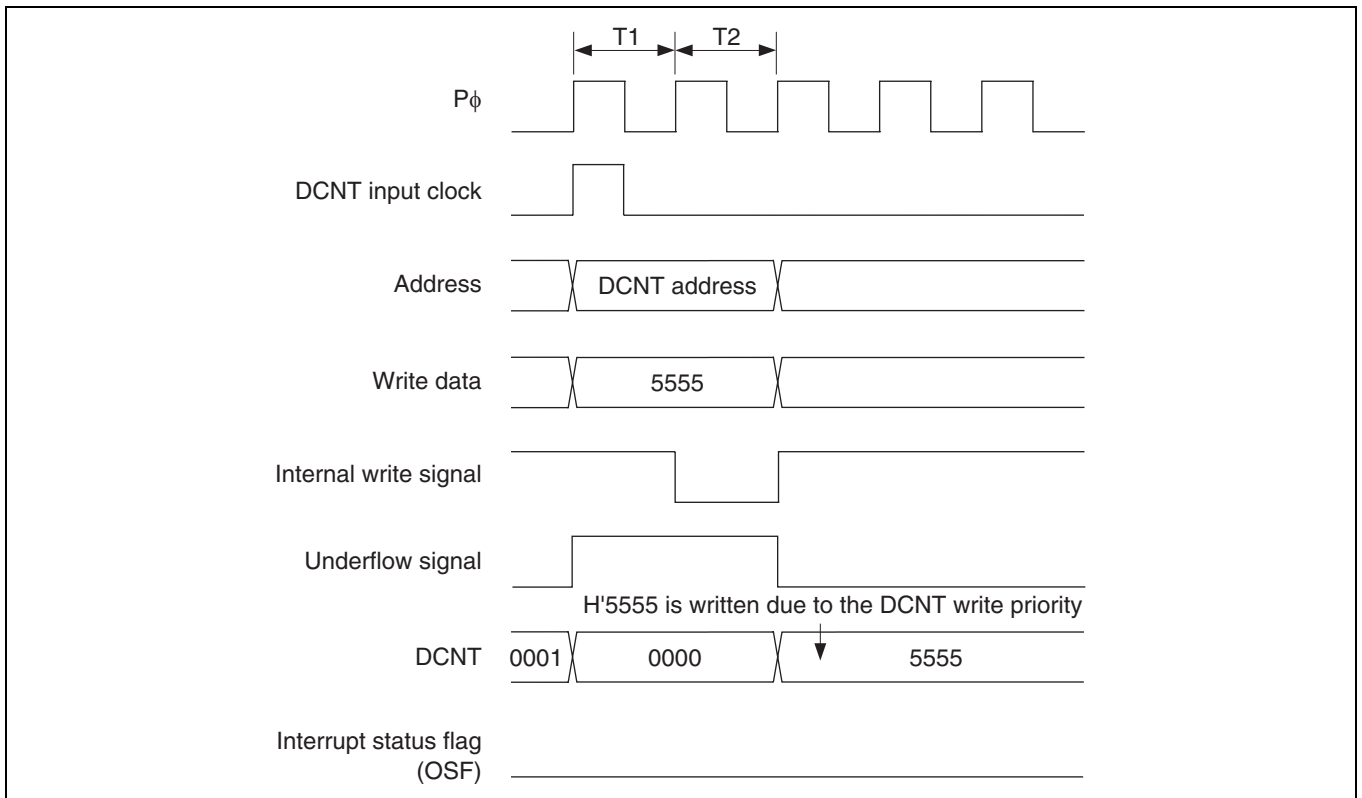 T1 T2
Pϕ
DCNT input clock
Address DCNT address
Write data 5555
Internal write signal
Underflow signal
H'5555 is written due to the DCNT write priority
DCNT 0001 0000 5555
Interrupt status flag
(OSF)